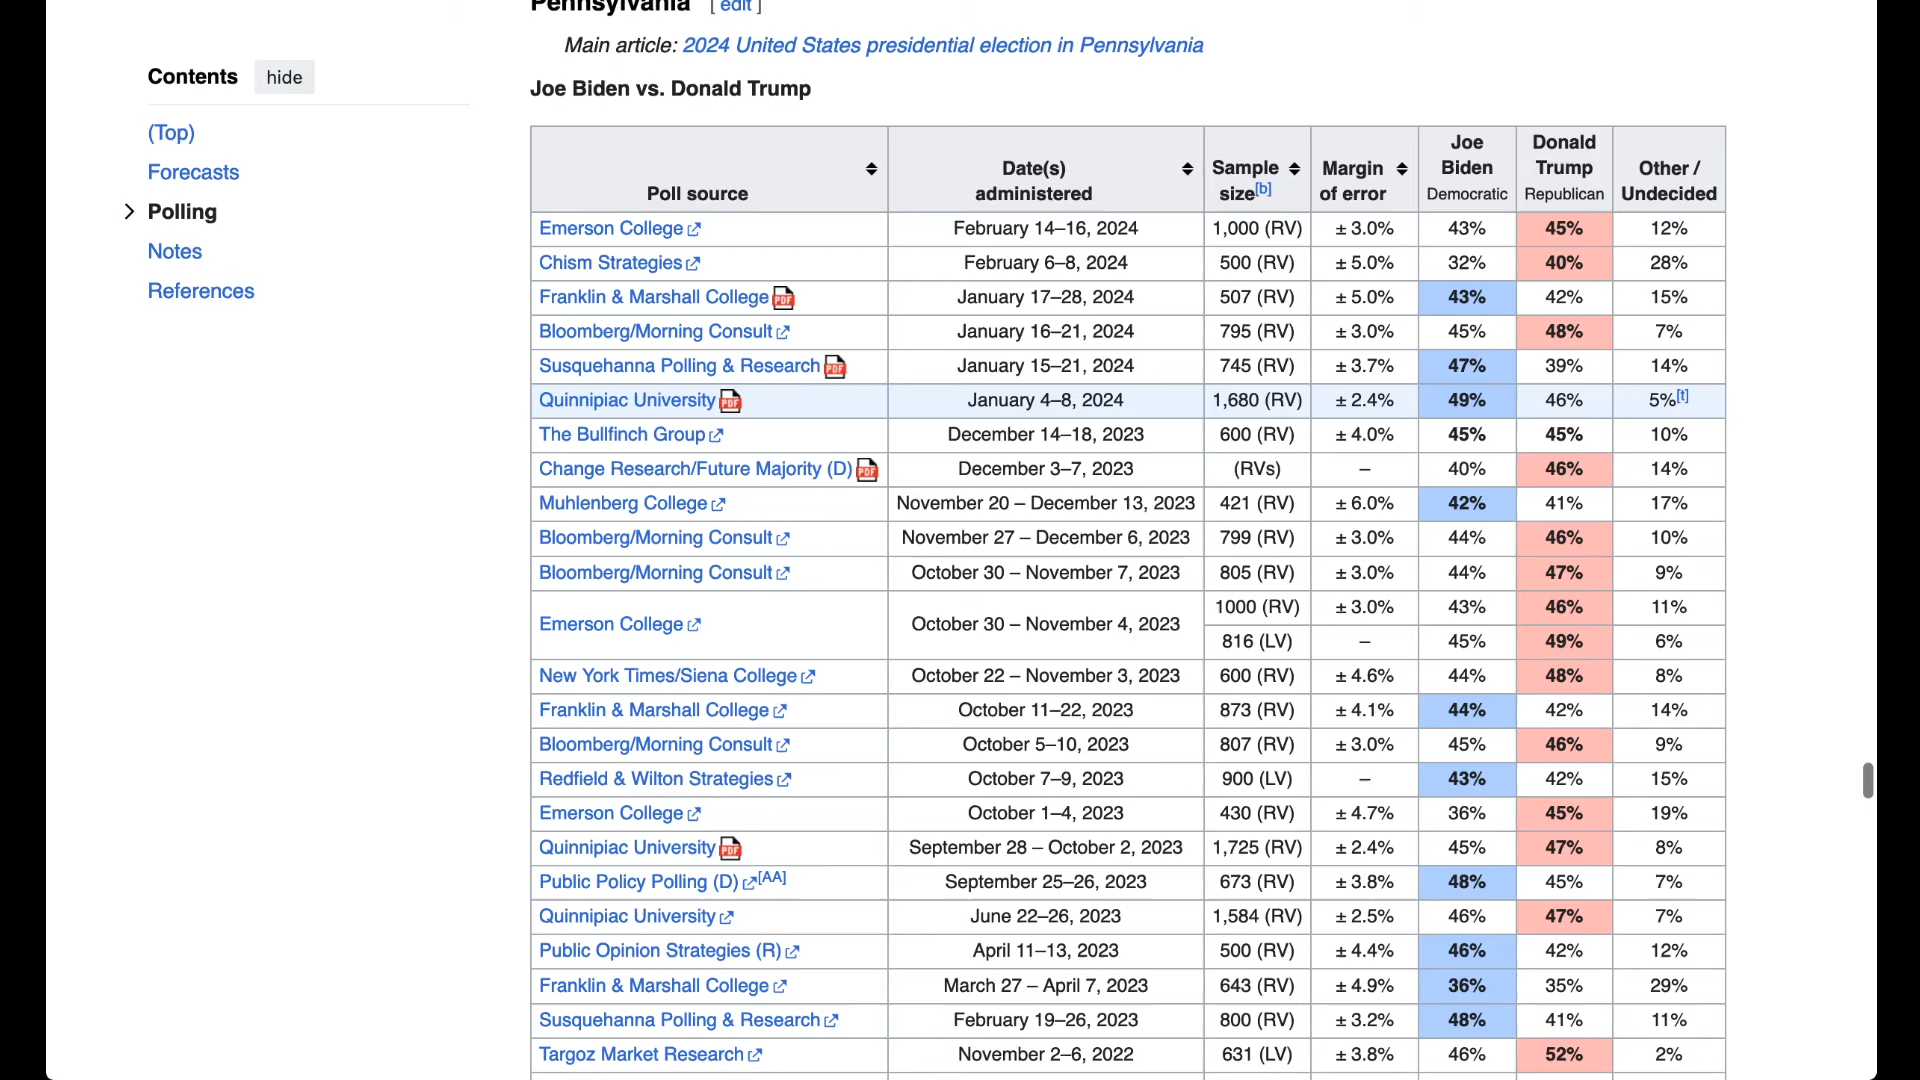 Pennsylvania [ edit ]
Main article: 2024 United States presidential election in Pennsylvania
Contents hide
(Top)
Forecasts
Polling
Notes
References
Joe Biden vs. Donald Trump
Poll source Date(s) administered Sample size[b] Margin of error Joe Biden Democratic Donald Trump Republican Other / Undecided
Emerson College February 14–16, 2024 1,000 (RV) ± 3.0% 43% 45% 12%
Chism Strategies February 6–8, 2024 500 (RV) ± 5.0% 32% 40% 28%
Franklin & Marshall College PDF January 17–28, 2024 507 (RV) ± 5.0% 43% 42% 15%
Bloomberg/Morning Consult January 16–21, 2024 795 (RV) ± 3.0% 45% 48% 7%
Susquehanna Polling & Research PDF January 15–21, 2024 745 (RV) ± 3.7% 47% 39% 14%
Quinnipiac University PDF January 4–8, 2024 1,680 (RV) ± 2.4% 49% 46% 5%[t]
The Bullfinch Group December 14–18, 2023 600 (RV) ± 4.0% 45% 45% 10%
Change Research/Future Majority (D) PDF December 3–7, 2023 (RVs) – 40% 46% 14%
Muhlenberg College November 20 – December 13, 2023 421 (RV) ± 6.0% 42% 41% 17%
Bloomberg/Morning Consult November 27 – December 6, 2023 799 (RV) ± 3.0% 44% 46% 10%
Bloomberg/Morning Consult October 30 – November 7, 2023 805 (RV) ± 3.0% 44% 47% 9%
Emerson College October 30 – November 4, 2023 1000 (RV) ± 3.0% 43% 46% 11%
816 (LV) – 45% 49% 6%
New York Times/Siena College October 22 – November 3, 2023 600 (RV) ± 4.6% 44% 48% 8%
Franklin & Marshall College October 11–22, 2023 873 (RV) ± 4.1% 44% 42% 14%
Bloomberg/Morning Consult October 5–10, 2023 807 (RV) ± 3.0% 45% 46% 9%
Redfield & Wilton Strategies October 7–9, 2023 900 (LV) – 43% 42% 15%
Emerson College October 1–4, 2023 430 (RV) ± 4.7% 36% 45% 19%
Quinnipiac University PDF September 28 – October 2, 2023 1,725 (RV) ± 2.4% 45% 47% 8%
Public Policy Polling (D) [AA] September 25–26, 2023 673 (RV) ± 3.8% 48% 45% 7%
Quinnipiac University June 22–26, 2023 1,584 (RV) ± 2.5% 46% 47% 7%
Public Opinion Strategies (R) April 11–13, 2023 500 (RV) ± 4.4% 46% 42% 12%
Franklin & Marshall College March 27 – April 7, 2023 643 (RV) ± 4.9% 36% 35% 29%
Susquehanna Polling & Research February 19–26, 2023 800 (RV) ± 3.2% 48% 41% 11%
Targoz Market Research November 2–6, 2022 631 (LV) ± 3.8% 46% 52% 2%